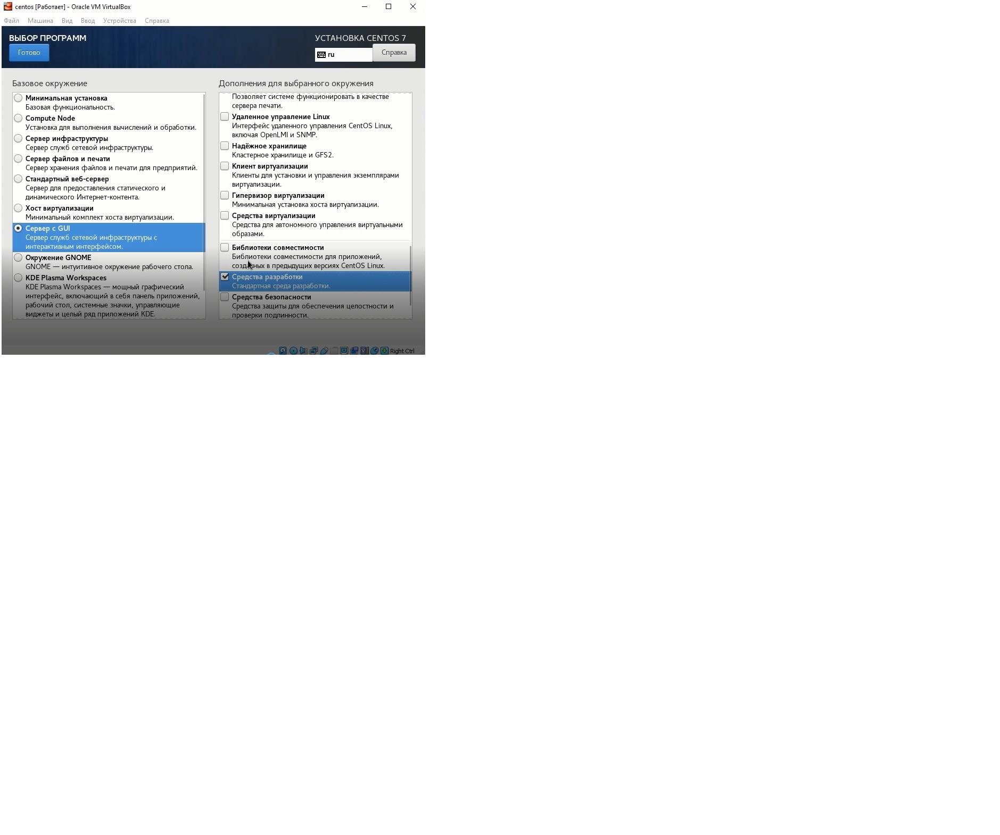 centos [Работает] - Oracle VM VirtualBox
Файл Машина Вид Ввод Устройства Справка
ВЫБОР ПРОГРАММ
УСТАНОВКА CENTOS 7
Готово
ru
Справка
Базовое окружение
Минимальная установка
Базовая функциональность.
Compute Node
Установка для выполнения вычислений и обработки.
Сервер инфраструктуры
Сервер служб сетевой инфраструктуры.
Сервер файлов и печати
Сервер хранения файлов и печати для предприятий.
Стандартный веб-сервер
Сервер для предоставления статического и
динамического Интернет-контента.
Хост виртуализации
Минимальный комплект хоста виртуализации.
Сервер с GUI
Сервер служб сетевой инфраструктуры с
интерактивным интерфейсом.
Окружение GNOME
GNOME — интуитивное окружение рабочего стола.
KDE Plasma Workspaces
KDE Plasma Workspaces — мощный графический
интерфейс, включающий в себя панель приложений,
рабочий стол, системные значки, управляющие
виджеты и целый ряд приложений KDE.
Дополнения для выбранного окружения
Позволяет системе функционировать в качестве
сервера печати.
Удаленное управление Linux
Интерфейс удаленного управления CentOS Linux,
включая OpenLMI и SNMP.
Надёжное хранилище
Кластерное хранилище и GFS2.
Клиент виртуализации
Клиенты для установки и управления экземплярами
виртуализации.
Гипервизор виртуализации
Минимальная установка хоста виртуализации.
Средства виртуализации
Средства для автономного управления виртуальными
образами.
Библиотеки совместимости
Библиотеки совместимости для приложений,
созданных в предыдущих версиях CentOS Linux.
Средства разработки
Стандартная среда разработки.
Средства безопасности
Средства защиты для обеспечения целостности и
проверки подлинности.
Right Ctrl